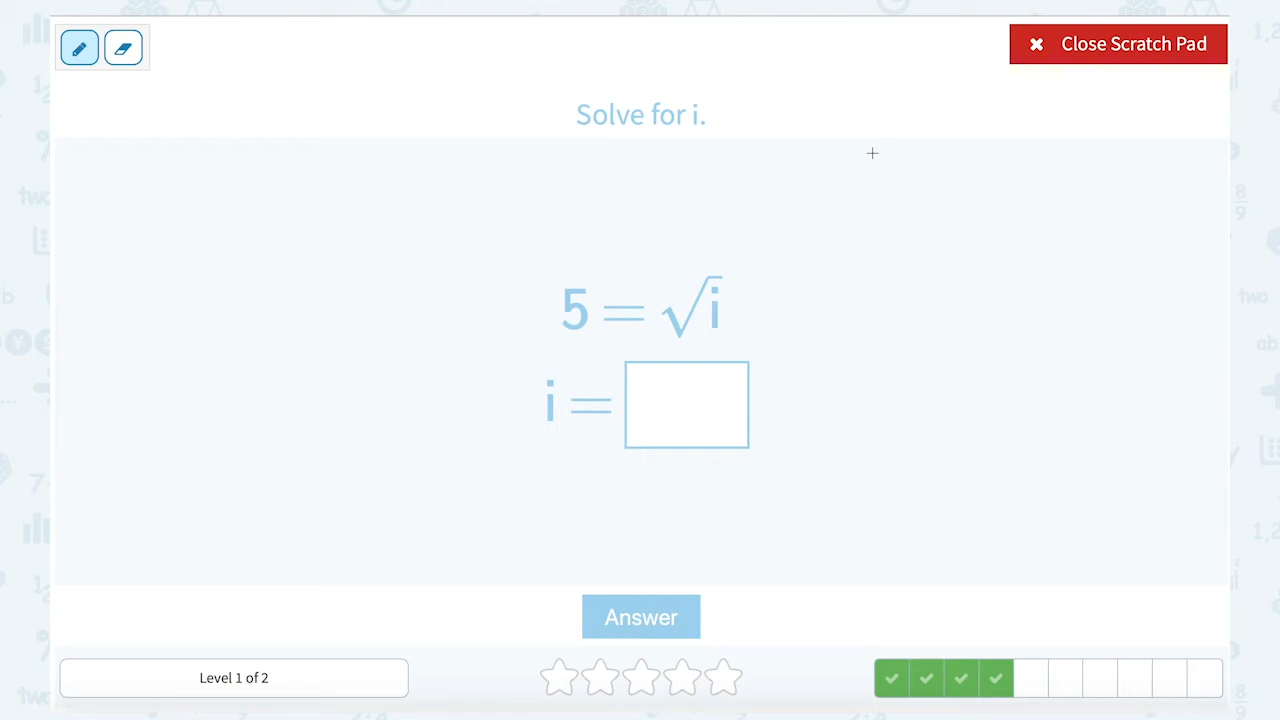 Close Scratch Pad
Solve for i.
5 = √i
i =
Answer
Level 1 of 2